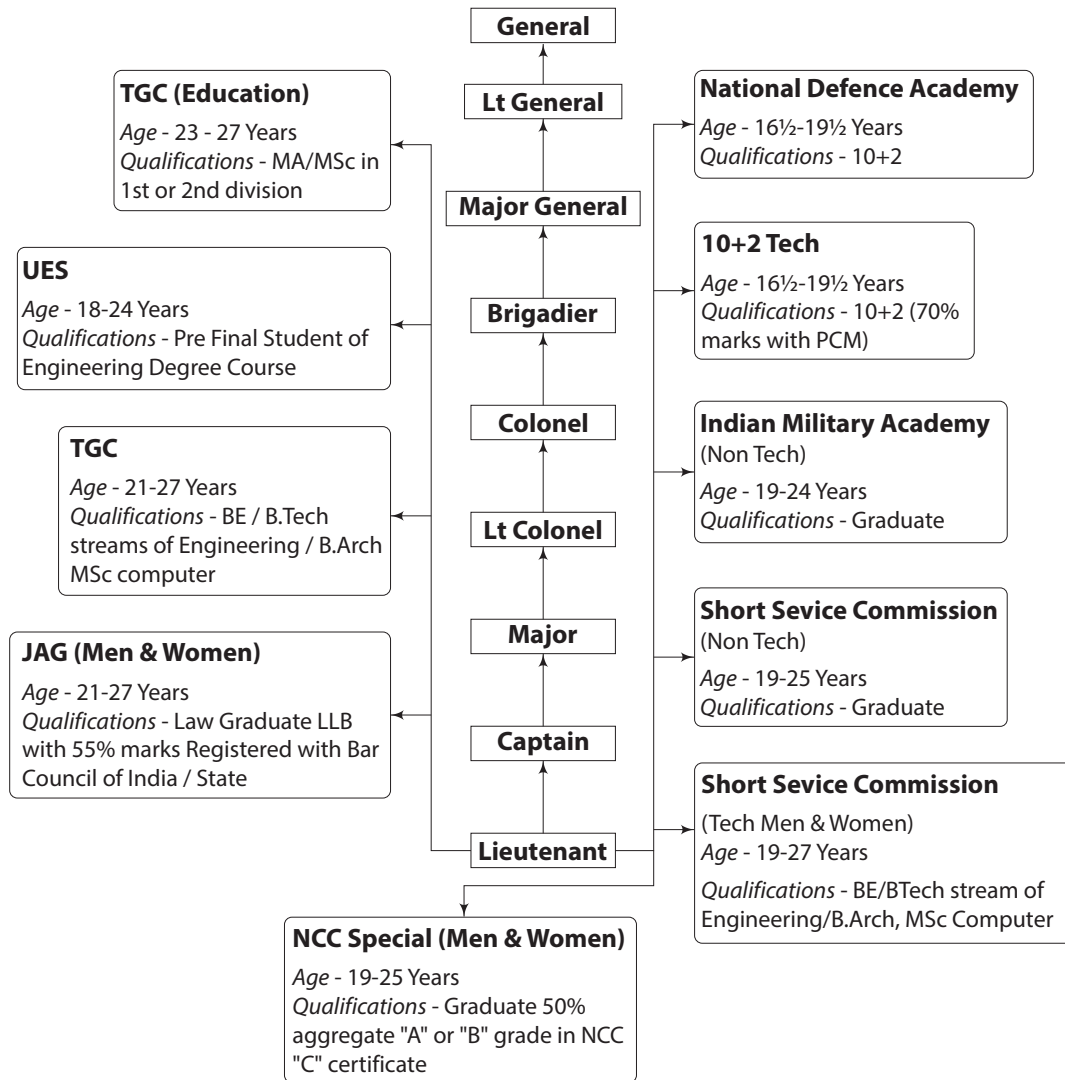 General
Lt General
Major General
Brigadier
Colonel
Lt Colonel
Major
Captain
Lieutenant
TGC (Education)
Age - 23 - 27 Years
Qualifications - MA/MSc in
1st or 2nd division
UES
Age - 18-24 Years
Qualifications - Pre Final Student of
Engineering Degree Course
TGC
Age - 21-27 Years
Qualifications - BE / B.Tech
streams of Engineering / B.Arch
MSc computer
JAG (Men & Women)
Age - 21-27 Years
Qualifications - Law Graduate LLB
with 55% marks Registered with Bar
Council of India / State
National Defence Academy
Age - 16½-19½ Years
Qualifications - 10+2
10+2 Tech
Age - 16½-19½ Years
Qualifications - 10+2 (70%
marks with PCM)
Indian Military Academy
(Non Tech)
Age - 19-24 Years
Qualifications - Graduate
Short Sevice Commission
(Non Tech)
Age - 19-25 Years
Qualifications - Graduate
Short Sevice Commission
(Tech Men & Women)
Age - 19-27 Years
Qualifications - BE/BTech stream of
Engineering/B.Arch, MSc Computer
NCC Special (Men & Women)
Age - 19-25 Years
Qualifications - Graduate 50%
aggregate "A" or "B" grade in NCC
"C" certificate